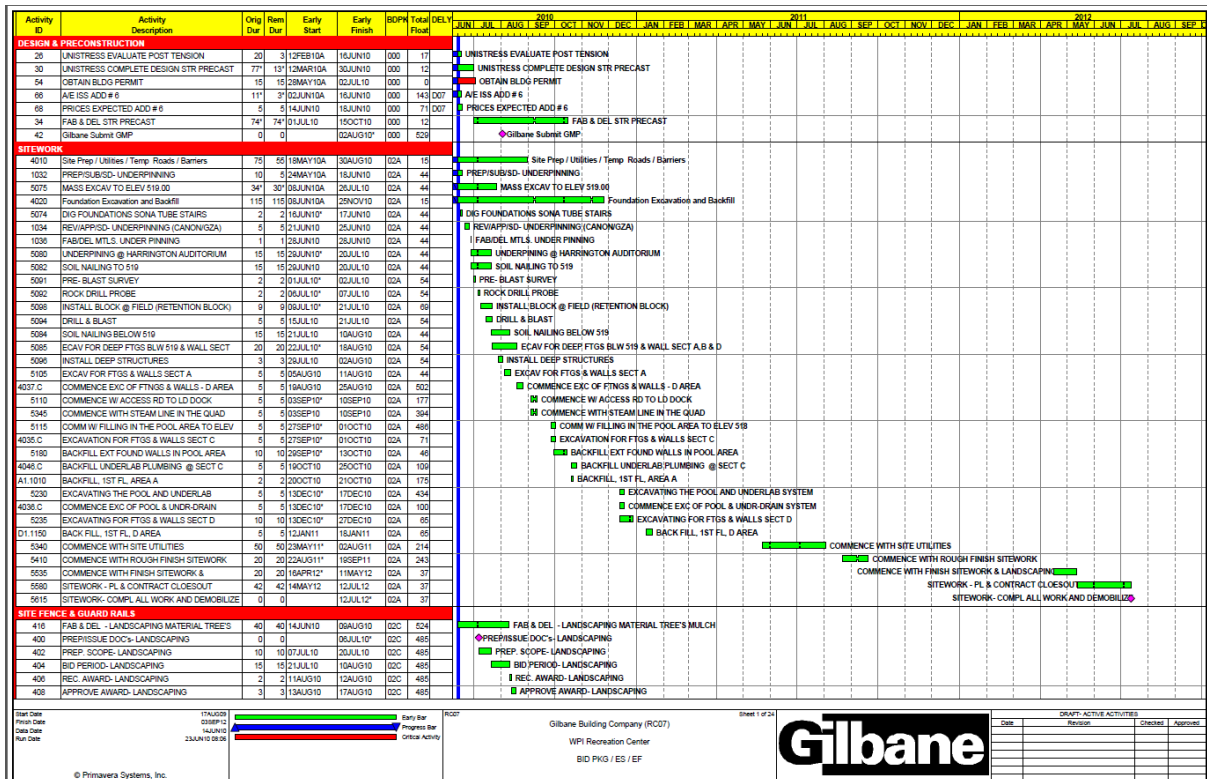 Activity ID Activity Description Orig Dur Rem Dur Early Start Early Finish BDPK Total Float DELY
2010 2011 2012
JUN JUL AUG SEP OCT NOV DEC JAN FEB MAR APR MAY JUN JUL AUG SEP OCT NOV DEC JAN FEB MAR APR MAY JUN JUL AUG SEP
DESIGN & PRECONSTRUCTION
26 UNISTRESS EVALUATE POST TENSION 20 3 12FEB10A 16JUN10 000 17 UNISTRESS EVALUATE POST TENSION
30 UNISTRESS COMPLETE DESIGN STR PRECAST 77* 13* 12MAR10A 30JUN10 000 12 UNISTRESS COMPLETE DESIGN STR PRECAST
54 OBTAIN BLDG PERMIT 15 15 28MAY10A 02JUL10 000 0 OBTAIN BLDG PERMIT
66 A/E ISS ADD # 6 11* 3* 02JUN10A 16JUN10 000 143 D07 A/E ISS ADD # 6
68 PRICES EXPECTED ADD # 6 5 5 14JUN10 18JUN10 000 71 D07 PRICES EXPECTED ADD # 6
34 FAB & DEL STR PRECAST 74* 74* 01JUL10 15OCT10 000 12 FAB & DEL STR PRECAST
42 Gilbane Submit GMP 0 0 02AUG10* 000 529 Gilbane Submit GMP
SITEWORK
4010 Site Prep / Utilities / Temp Roads / Barriers 75 55 18MAY10A 30AUG10 02A 15 Site Prep / Utilities / Temp Roads / Barriers
1032 PREP/SUB/SD- UNDERPINNING 10 5 24MAY10A 18JUN10 02A 44 PREP/SUB/SD- UNDERPINNING
5075 MASS EXCAV TO ELEV 519.00 34* 30* 08JUN10A 26JUL10 02A 44 MASS EXCAV TO ELEV 519.00
4020 Foundation Excavation and Backfill 115 115 08JUN10A 25NOV10 02A 15 Foundation Excavation and Backfill
5074 DIG FOUNDATIONS SONA TUBE STAIRS 2 2 16JUN10* 17JUN10 02A 44 DIG FOUNDATIONS SONA TUBE STAIRS
1034 REV/APP/SD- UNDERPINNING (CANON/GZA) 5 5 21JUN10 25JUN10 02A 44 REV/APP/SD- UNDERPINNING (CANON/GZA)
1036 FAB/DEL MTLS. UNDER PINNING 1 1 28JUN10 28JUN10 02A 44 FAB/DEL MTLS. UNDER PINNING
5080 UNDERPINING @ HARRINGTON AUDITORIUM 15 15 29JUN10* 20JUL10 02A 44 UNDERPINING @ HARRINGTON AUDITORIUM
5082 SOIL NAILING TO 519 15 15 29JUN10 20JUL10 02A 44 SOIL NAILING TO 519
5091 PRE- BLAST SURVEY 2 2 01JUL10* 02JUL10 02A 54 PRE- BLAST SURVEY
5092 ROCK DRILL PROBE 2 2 06JUL10* 07JUL10 02A 54 ROCK DRILL PROBE
5098 INSTALL BLOCK @ FIELD (RETENTION BLOCK) 9 9 09JUL10* 21JUL10 02A 69 INSTALL BLOCK @ FIELD (RETENTION BLOCK)
5094 DRILL & BLAST 5 5 15JUL10 21JUL10 02A 54 DRILL & BLAST
5084 SOIL NAILING BELOW 519 15 15 21JUL10 10AUG10 02A 44 SOIL NAILING BELOW 519
5085 ECAV FOR DEEP FTGS BLW 519 & WALL SECT 20 20 22JUL10* 18AUG10 02A 54 ECAV FOR DEEP FTGS BLW 519 & WALL SECT A,B & D
5096 INSTALL DEEP STRUCTURES 3 3 29JUL10 02AUG10 02A 54 INSTALL DEEP STRUCTURES
5105 EXCAV FOR FTGS & WALLS SECT A 5 5 05AUG10 11AUG10 02A 44 EXCAV FOR FTGS & WALLS SECT A
4037.C COMMENCE EXC OF FTNGS & WALLS - D AREA 5 5 19AUG10 25AUG10 02A 502 COMMENCE EXC OF FTNGS & WALLS - D AREA
5110 COMMENCE W/ ACCESS RD TO LD DOCK 5 5 03SEP10* 10SEP10 02A 177 COMMENCE W/ ACCESS RD TO LD DOCK
5345 COMMENCE WITH STEAM LINE IN THE QUAD 5 5 03SEP10 10SEP10 02A 394 COMMENCE WITH STEAM LINE IN THE QUAD
5115 COMM W/ FILLING IN THE POOL AREA TO ELEV 5 5 27SEP10* 01OCT10 02A 486 COMM W/ FILLING IN THE POOL AREA TO ELEV 518
4035.C EXCAVATION FOR FTGS & WALLS SECT C 5 5 27SEP10* 01OCT10 02A 71 EXCAVATION FOR FTGS & WALLS SECT C
5180 BACKFILL EXT FOUND WALLS IN POOL AREA 10 10 29SEP10* 13OCT10 02A 46 BACKFILL EXT FOUND WALLS IN POOL AREA
4046.C BACKFILL UNDERLAB PLUMBING @ SECT C 5 5 19OCT10 25OCT10 02A 109 BACKFILL UNDERLAB PLUMBING @ SECT C
A1.1010 BACKFILL, 1ST FL, AREA A 2 2 20OCT10 21OCT10 02A 175 BACKFILL, 1ST FL, AREA A
5230 EXCAVATING THE POOL AND UNDERLAB 5 5 13DEC10* 17DEC10 02A 434 EXCAVATING THE POOL AND UNDERLAB SYSTEM
4036.C COMMENCE EXC OF POOL & UNDR-DRAIN 5 5 13DEC10* 17DEC10 02A 100 COMMENCE EXC OF POOL & UNDR-DRAIN SYSTEM
5235 EXCAVATING FOR FTGS & WALLS SECT D 10 10 13DEC10* 27DEC10 02A 65 EXCAVATING FOR FTGS & WALLS SECT D
D1.1150 BACK FILL, 1ST FL, D AREA 5 5 12JAN11 18JAN11 02A 65 BACK FILL, 1ST FL, D AREA
5340 COMMENCE WITH SITE UTILITIES 50 50 23MAY11* 02AUG11 02A 214 COMMENCE WITH SITE UTILITIES
5410 COMMENCE WITH ROUGH FINISH SITEWORK 20 20 22AUG11* 19SEP11 02A 243 COMMENCE WITH ROUGH FINISH SITEWORK
5535 COMMENCE WITH FINISH SITEWORK & 20 20 16APR12* 11MAY12 02A 37 COMMENCE WITH FINISH SITEWORK & LANDSCAPING
5580 SITEWORK - PL & CONTRACT CLOESOUT 42 42 14MAY12 12JUL12 02A 37 SITEWORK - PL & CONTRACT CLOESOUT
5615 SITEWORK- COMPL ALL WORK AND DEMOBILIZE 0 0 12JUL12* 02A 37 SITEWORK- COMPL ALL WORK AND DEMOBILIZE
SITE FENCE & GUARD RAILS
416 FAB & DEL - LANDSCAPING MATERIAL TREE'S 40 40 14JUN10 09AUG10 02C 524 FAB & DEL - LANDSCAPING MATERIAL TREE'S MULCH
400 PREP/ISSUE DOC's- LANDSCAPING 0 0 06JUL10* 02C 485 PREP/ISSUE DOC's- LANDSCAPING
402 PREP. SCOPE- LANDSCAPING 10 10 07JUL10 20JUL10 02C 485 PREP. SCOPE- LANDSCAPING
404 BID PERIOD- LANDSCAPING 15 15 21JUL10 10AUG10 02C 485 BID PERIOD- LANDSCAPING
406 REC. AWARD- LANDSCAPING 2 2 11AUG10 12AUG10 02C 485 REC. AWARD- LANDSCAPING
408 APPROVE AWARD- LANDSCAPING 3 3 13AUG10 17AUG10 02C 485 APPROVE AWARD- LANDSCAPING
Start Date 17AUG09
Finish Date 03SEP12
Data Date 14JUN10
Run Date 23JUN10 08:06
© Primavera Systems, Inc.
Early Bar
Progress Bar
Critical Activity
RC07
Sheet 1 of 24
Gilbane Building Company (RC07)
WPI Recreation Center
BID PKG / ES / EF
Gilbane
DRAFT- ACTIVE ACTIVITIES
Date Revision Checked Approved